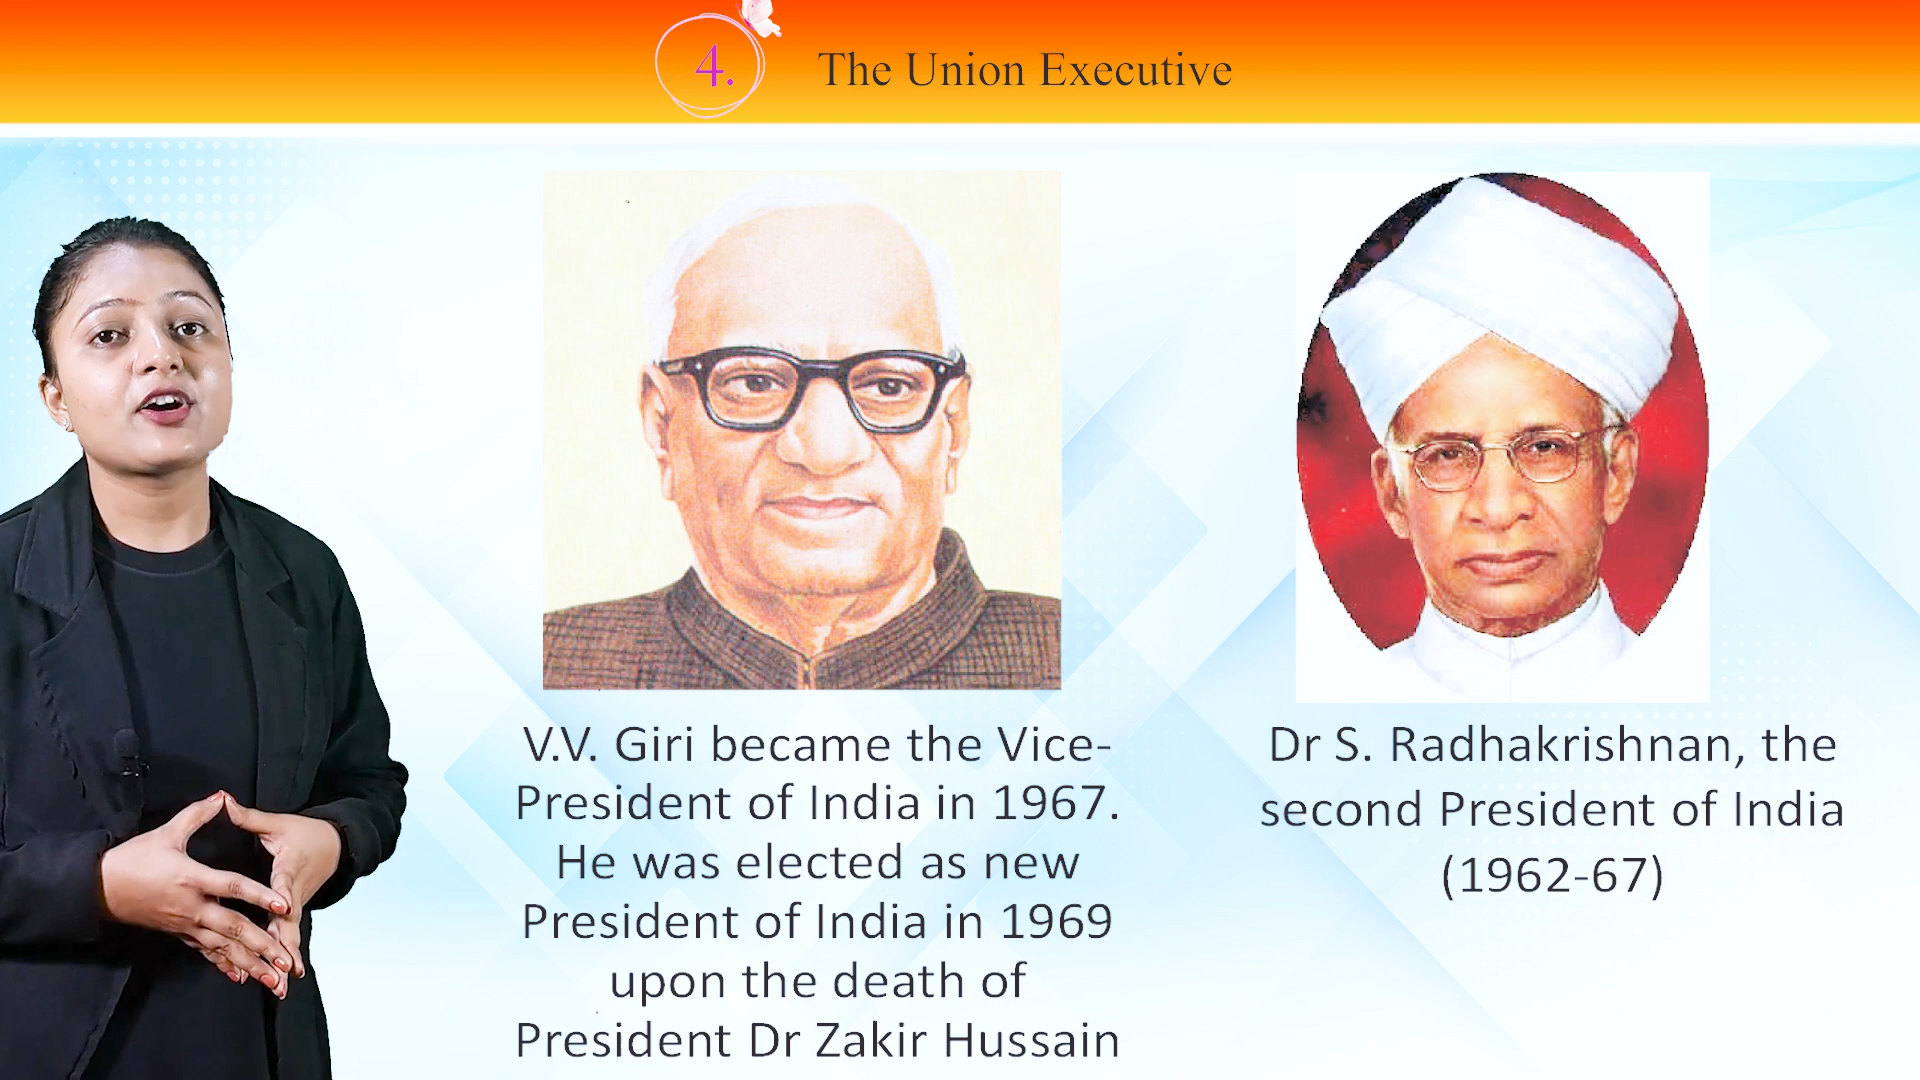 4. The Union Executive
V.V. Giri became the Vice-
President of India in 1967.
He was elected as new
President of India in 1969
upon the death of
President Dr Zakir Hussain
Dr S. Radhakrishnan, the
second President of India
(1962-67)